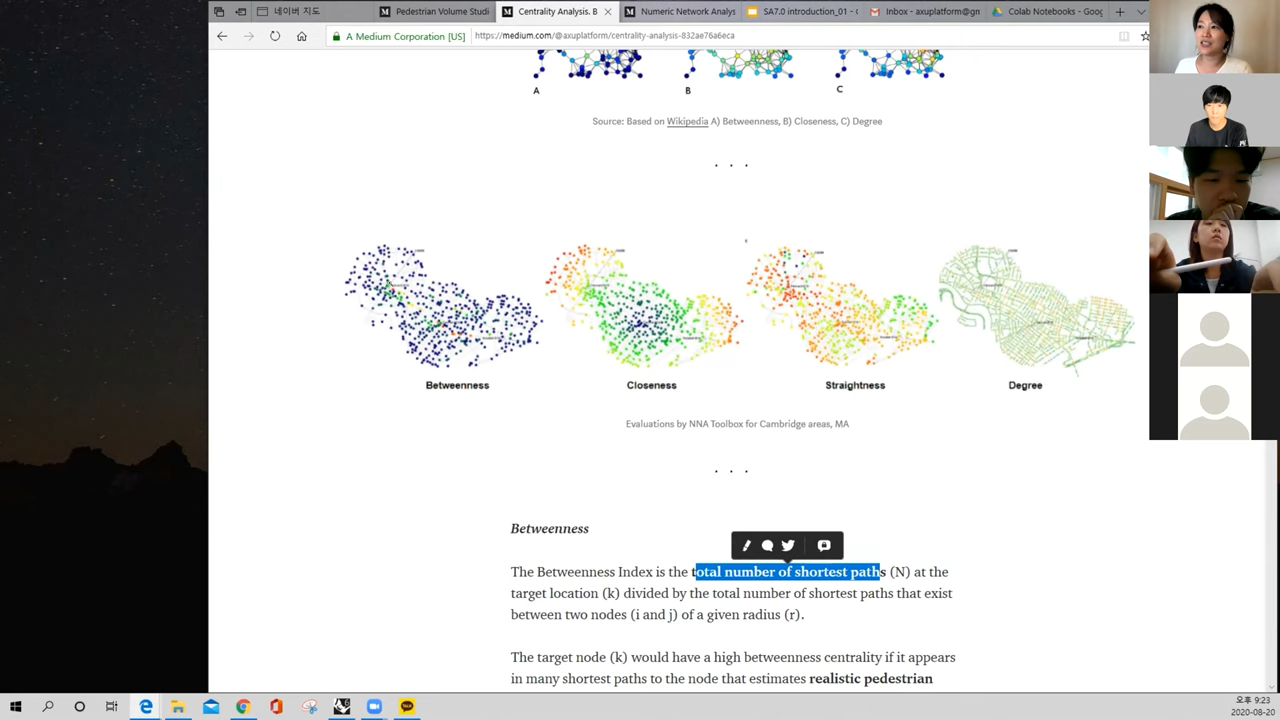 네이버 지도
Pedestrian Volume Studi
Centrality Analysis. B
Numeric Network Analys
SA7.0 introduction_01 - G
Inbox - axuplatform@gm
Colab Notebooks - Goog
A Medium Corporation [US]
https://medium.com/@axuplatform/centrality-analysis-832ae76a6eca
A
B
C
Source: Based on Wikipedia A) Betweenness, B) Closeness, C) Degree
Betweenness
Closeness
Straightness
Degree
Evaluations by NNA Toolbox for Cambridge areas, MA
Betweenness
The Betweenness Index is the total number of shortest paths (N) at the
target location (k) divided by the total number of shortest paths that exist
between two nodes (i and j) of a given radius (r).
The target node (k) would have a high betweenness centrality if it appears
in many shortest paths to the node that estimates realistic pedestrian
TALK
오후 9:23
2020-08-20